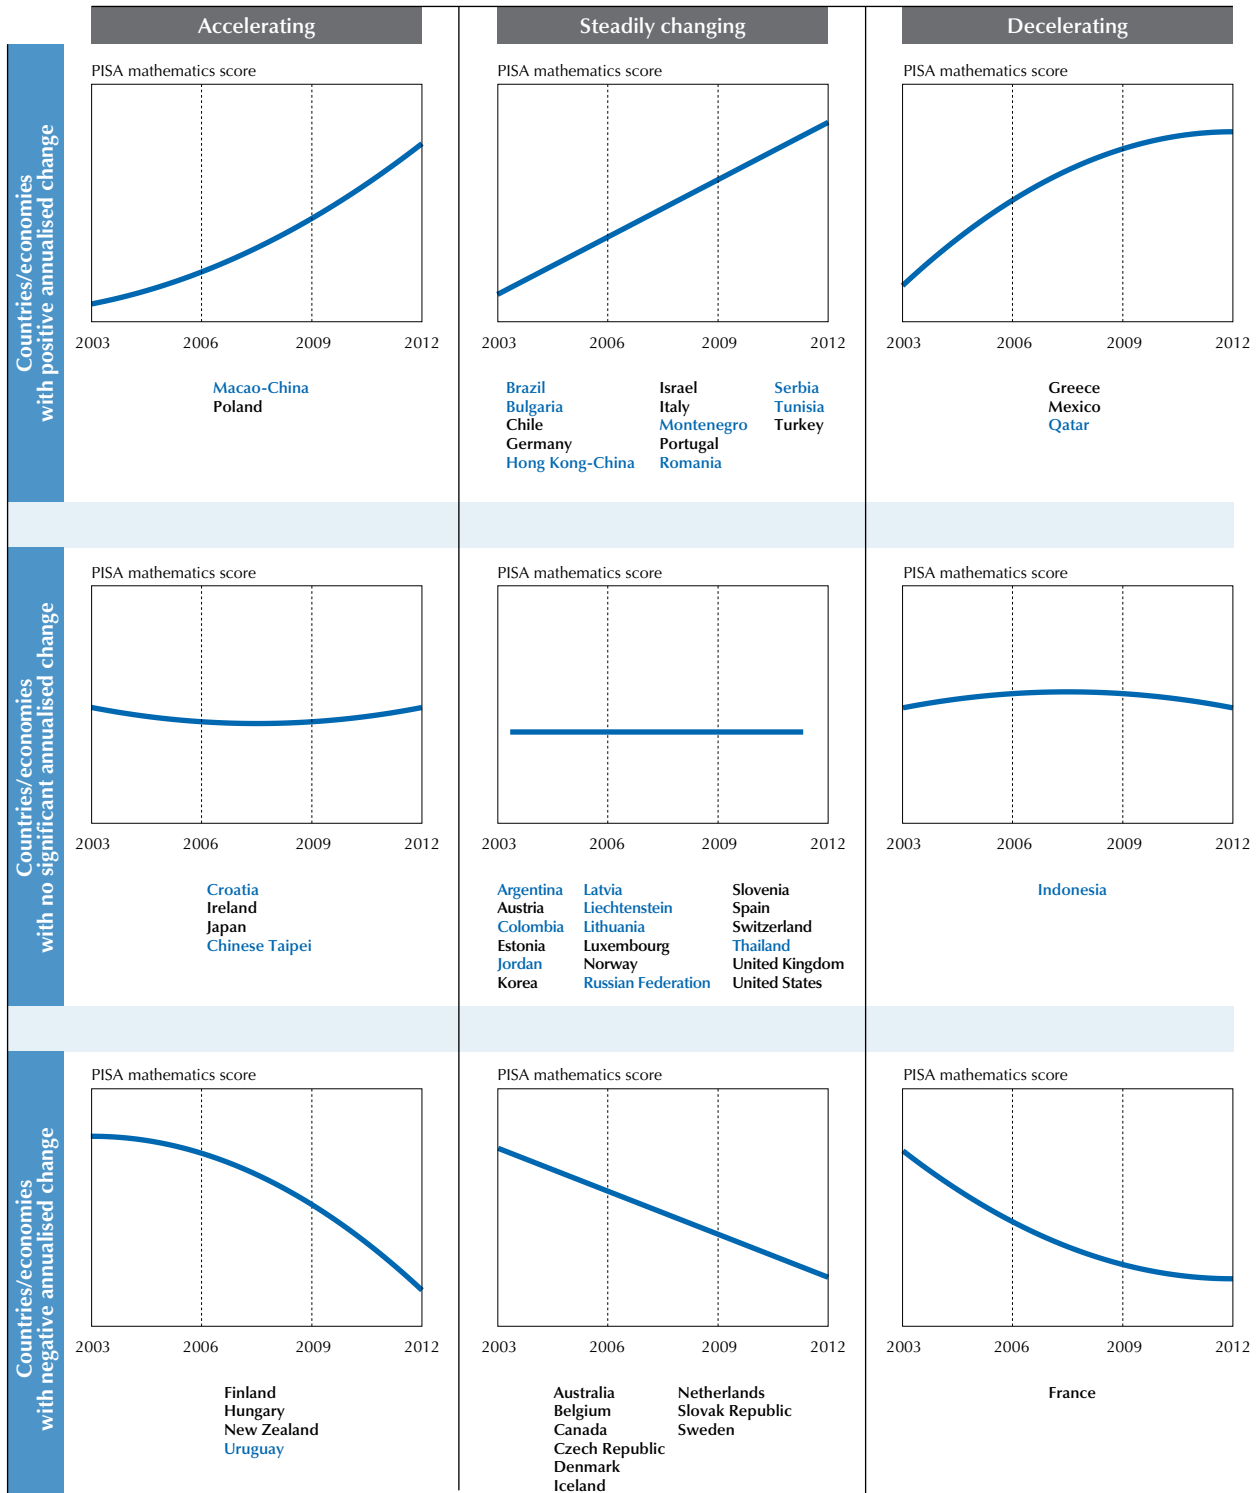 Accelerating
Steadily changing
Decelerating
Countries/economies
with positive annualised change
PISA mathematics score
2003 2006 2009 2012
Macao-China
Poland
PISA mathematics score
2003 2006 2009 2012
Brazil Israel Serbia
Bulgaria Italy Tunisia
Chile Montenegro Turkey
Germany Portugal
Hong Kong-China Romania
PISA mathematics score
2003 2006 2009 2012
Greece
Mexico
Qatar
Countries/economies
with no significant annualised change
PISA mathematics score
2003 2006 2009 2012
Croatia
Ireland
Japan
Chinese Taipei
PISA mathematics score
2003 2006 2009 2012
Argentina Latvia Slovenia
Austria Liechtenstein Spain
Colombia Lithuania Switzerland
Estonia Luxembourg Thailand
Jordan Norway United Kingdom
Korea Russian Federation United States
PISA mathematics score
2003 2006 2009 2012
Indonesia
Countries/economies
with negative annualised change
PISA mathematics score
2003 2006 2009 2012
Finland
Hungary
New Zealand
Uruguay
PISA mathematics score
2003 2006 2009 2012
Australia Netherlands
Belgium Slovak Republic
Canada Sweden
Czech Republic
Denmark
Iceland
PISA mathematics score
2003 2006 2009 2012
France